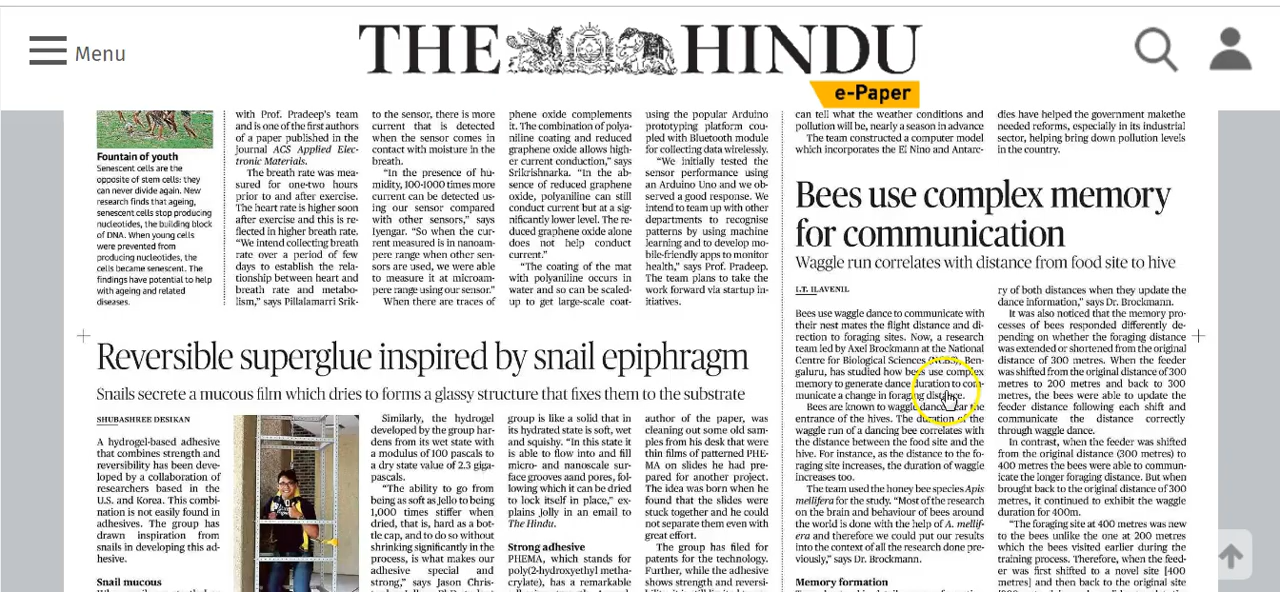 Menu
THE HINDU
e-Paper
Fountain of youth
Senescent cells are the
opposite of stem cells: they
can never divide again. New
research finds that ageing,
senescent cells stop producing
nucleotides, the building block
of DNA. When young cells
were prevented from
producing nucleotides, the
cells became senescent. The
findings have potential to help
with ageing and related
diseases.
with Prof. Pradeep's team
and is one of the first authors
of a paper published in the
journal ACS Applied Elec-
tronic Materials.
The breath rate was mea-
sured for one-two hours
prior to and after exercise.
The heart rate is higher soon
after exercise and this is re-
flected in higher breath rate.
"We intend collecting breath
rate over a period of few
days to establish the rela-
tionship between heart and
breath rate and metabo-
lism," says Pillalamarri Srik-
to the sensor, there is more
current that is detected
when the sensor comes in
contact with moisture in the
breath.
"In the presence of hu-
midity, 100-1000 times more
current can be detected us-
ing our sensor compared
with other sensors," says
Iyengar. "So when the cur-
rent measured is in nanoam-
pere range when other sen-
sors are used, we were able
to measure it at microam-
pere range using our sensor."
When there are traces of
phene oxide complements
it. The combination of polya-
niline coating and reduced
graphene oxide allows high-
er current conduction," says
Srikrishnarka. "In the ab-
sence of reduced graphene
oxide, polyaniline can still
conduct current but at a sig-
nificantly lower level. The re-
duced graphene oxide alone
does not help conduct
current."
"The coating of the mat
with polyaniline occurs in
water and so can be scaled-
up to get large-scale coat-
using the popular Arduino
prototyping platform cou-
pled with Bluetooth module
for collecting data wirelessly.
"We initially tested the
sensor performance using
an Arduino Uno and we ob-
served a good response. We
intend to team up with other
departments to recognise
patterns by using machine
learning and to develop mo-
bile-friendly apps to monitor
health," says Prof. Pradeep.
The team plans to take the
work forward via startup in-
itiatives.
can tell what the weather conditions and
pollution will be, nearly a season in advance
The team constructed a computer model
which incorporates the El Nino and Antarc-
dies have helped the government makethe
needed reforms, especially in its industrial
sector, helping bring down pollution levels
in the country.
Bees use complex memory
for communication
Waggle run correlates with distance from food site to hive
I.T. ILAVENIL
Bees use waggle dance to communicate with
their nest mates the flight distance and di-
rection to foraging sites. Now, a research
team led by Axel Brockmann at the National
Centre for Biological Sciences (NCBS), Ben-
galuru, has studied how bees use complex
memory to generate dance duration to com-
municate a change in foraging distance.
Bees are known to waggle dance near the
entrance of the hives. The duration of the
waggle run of a dancing bee correlates with
the distance between the food site and the
hive. For instance, as the distance to the fo-
raging site increases, the duration of waggle
increases too.
The team used the honey bee species Apis
mellifera for the study. "Most of the research
on the brain and behaviour of bees around
the world is done with the help of A. mellif-
era and therefore we could put our results
into the context of all the research done pre-
viously," says Dr. Brockmann.
Memory formation
ry of both distances when they update the
dance information," says Dr. Brockmann.
It was also noticed that the memory pro-
cesses of bees responded differently de-
pending on whether the foraging distance
was extended or shortened from the original
distance of 300 metres. When the feeder
was shifted from the original distance of 300
metres to 200 metres and back to 300
metres, the bees were able to update the
feeder distance following each shift and
communicate the distance correctly
through waggle dance.
In contrast, when the feeder was shifted
from the original distance (300 metres) to
400 metres the bees were able to commun-
icate the longer foraging distance. But when
brought back to the original distance of 300
metres, it continued to exhibit the waggle
duration for 400m.
"The foraging site at 400 metres was new
to the bees unlike the one at 200 metres
which the bees visited earlier during the
training process. Therefore, when the feed-
er was first shifted to a novel site [400
metres] and then back to the original site
Reversible superglue inspired by snail epiphragm
Snails secrete a mucous film which dries to forms a glassy structure that fixes them to the substrate
SHUBASHREE DESIKAN
A hydrogel-based adhesive
that combines strength and
reversibility has been deve-
loped by a collaboration of
researchers based in the
U.S. and Korea. This combi-
nation is not easily found in
adhesives. The group has
drawn inspiration from
snails in developing this ad-
hesive.
Snail mucous
Similarly, the hydrogel
developed by the group har-
dens from its wet state with
a modulus of 100 pascals to
a dry state value of 2.3 giga-
pascals.
"The ability to go from
being as soft as Jello to being
1,000 times stiffer when
dried, that is, hard as a bot-
tle cap, and to do so without
shrinking significantly in the
process, is what makes our
adhesive special and
strong," says Jason Chris-
group is like a solid that in
its hydrated state is soft, wet
and squishy. "In this state it
is able to flow into and fill
micro- and nanoscale sur-
face grooves aand pores, fol-
lowing which it can be dried
to lock itself in place," ex-
plains Jolly in an email to
The Hindu.
Strong adhesive
PHEMA, which stands for
poly(2-hydroxyethyl metha-
crylate), has a remarkable
author of the paper, was
cleaning out some old sam-
ples from his desk that were
thin films of patterned PHE-
MA on slides he had pre-
pared for another project.
The idea was born when he
found that the slides were
stuck together and he could
not separate them even with
great effort.
The group has filed for
patents for the technology.
Further, while the adhesive
shows strength and reversi-